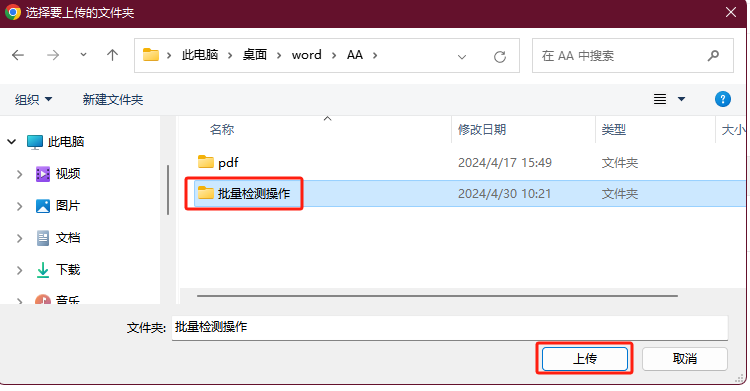 选择要上传的文件夹
此电脑 桌面 word AA 在 AA 中搜索
组织 新建文件夹
名称 修改日期 类型 大小
此电脑
视频
图片
文档
下载
音乐
pdf 2024/4/17 15:49 文件夹
批量检测操作 2024/4/30 10:21 文件夹
文件夹: 批量检测操作
上传 取消